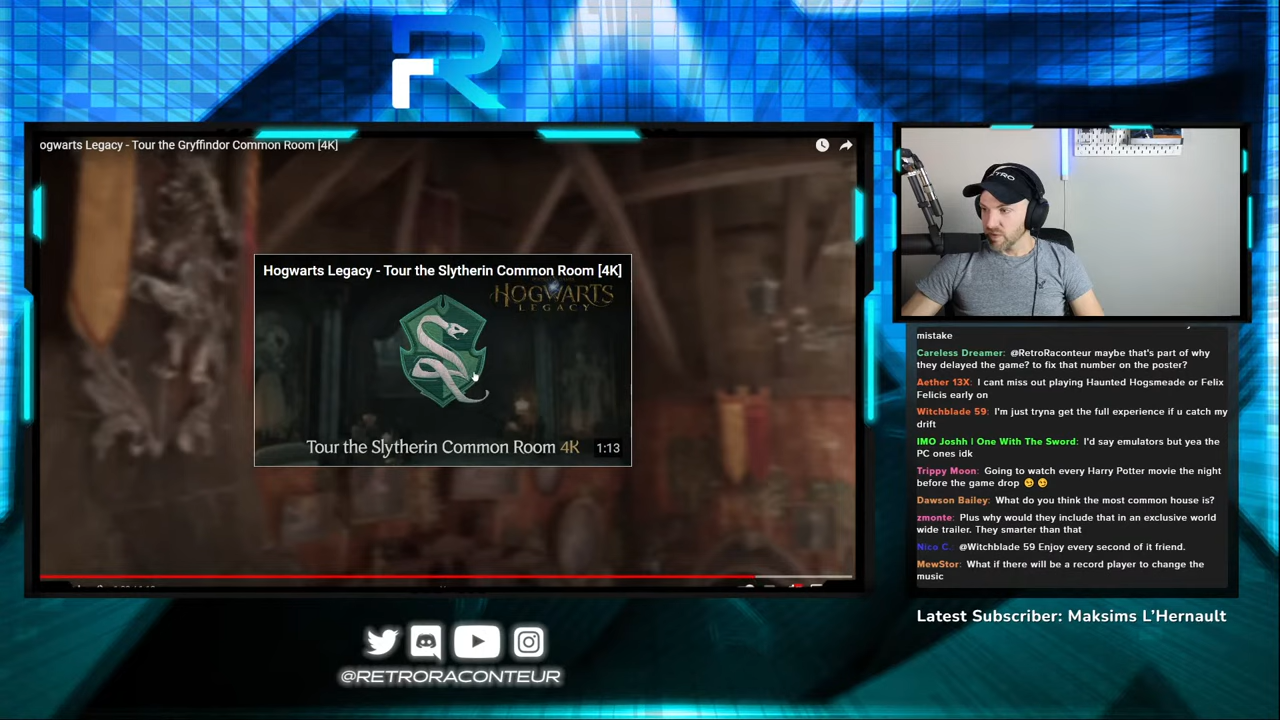 ogwarts Legacy - Tour the Gryffindor Common Room [4K]
Hogwarts Legacy - Tour the Slytherin Common Room [4K]
HOGWARTS
LEGACY
Tour the Slytherin Common Room 4K
1:13
mistake
Careless Dreamer: @RetroRaconteur maybe that's part of why
they delayed the game? to fix that number on the poster?
Aether 13X: I cant miss out playing Haunted Hogsmeade or Felix
Felicis early on
Witchblade 59: I'm just tryna get the full experience if u catch my
drift
IMO Joshh | One With The Sword: I'd say emulators but yea the
PC ones idk
Trippy Moon: Going to watch every Harry Potter movie the night
before the game drop 😏 😏
Dawson Bailey: What do you think the most common house is?
zmonte: Plus why would they include that in an exclusive world
wide trailer. They smarter than that
Nico C.: @Witchblade 59 Enjoy every second of it friend.
MewStor: What if there will be a record player to change the
music
Latest Subscriber: Maksims L'Hernault
@RETRORACONTEUR